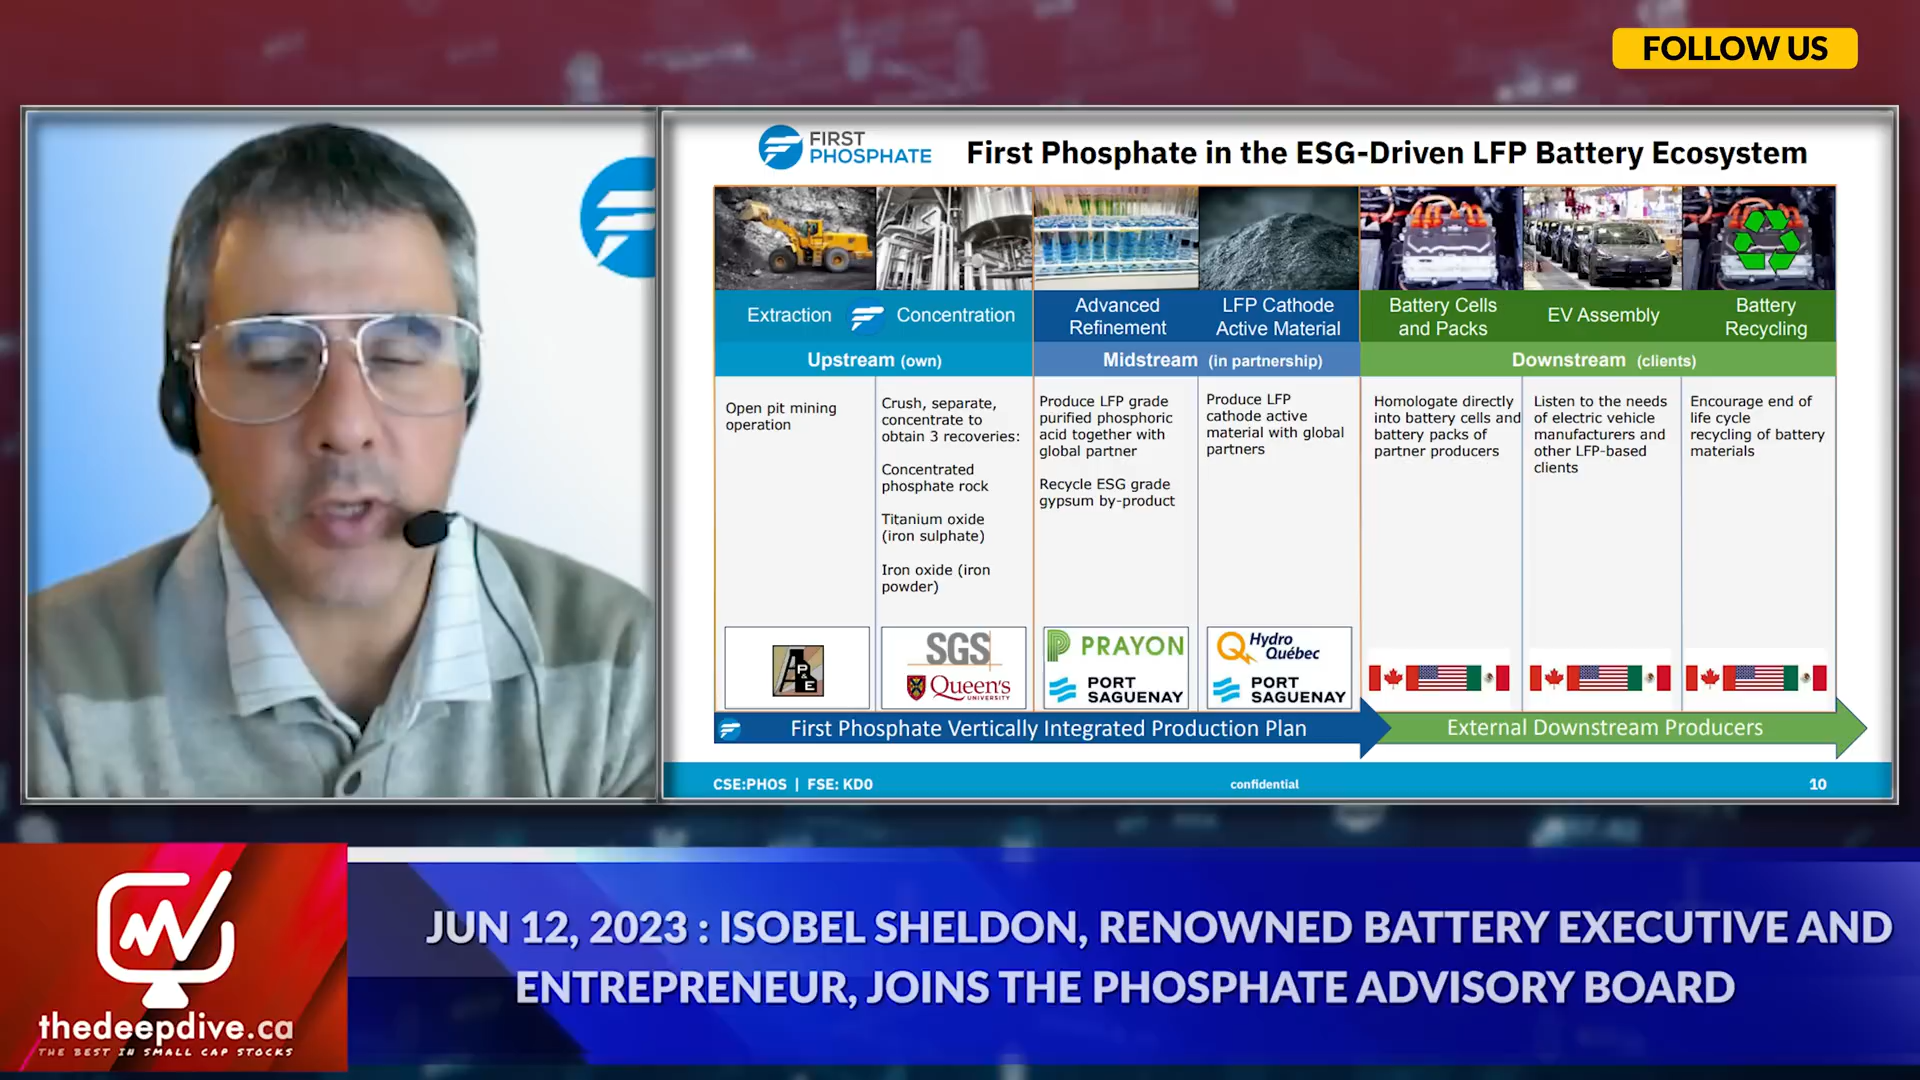 FOLLOW US
FIRST
PHOSPHATE
First Phosphate in the ESG-Driven LFP Battery Ecosystem
Extraction
Concentration
Advanced
Refinement
LFP Cathode
Active Material
Battery Cells
and Packs
EV Assembly
Battery
Recycling
Upstream (own)
Midstream (in partnership)
Downstream (clients)
Open pit mining
operation
Crush, separate,
concentrate to
obtain 3 recoveries:
Concentrated
phosphate rock
Titanium oxide
(iron sulphate)
Iron oxide (iron
powder)
Produce LFP grade
purified phosphoric
acid together with
global partner
Recycle ESG grade
gypsum by-product
Produce LFP
cathode active
material with global
partners
Homologate directly
into battery cells and
battery packs of
partner producers
Listen to the needs
of electric vehicle
manufacturers and
other LFP-based
clients
Encourage end of
life cycle
recycling of battery
materials
A
P&E
SGS
Queen's
UNIVERSITY
PRAYON
PORT
SAGUENAY
Hydro
Québec
PORT
SAGUENAY
First Phosphate Vertically Integrated Production Plan
External Downstream Producers
CSE:PHOS | FSE: KD0
confidential
10
JUN 12, 2023 : ISOBEL SHELDON, RENOWNED BATTERY EXECUTIVE AND
ENTREPRENEUR, JOINS THE PHOSPHATE ADVISORY BOARD
thedeepdive.ca
THE BEST IN SMALL CAP STOCKS